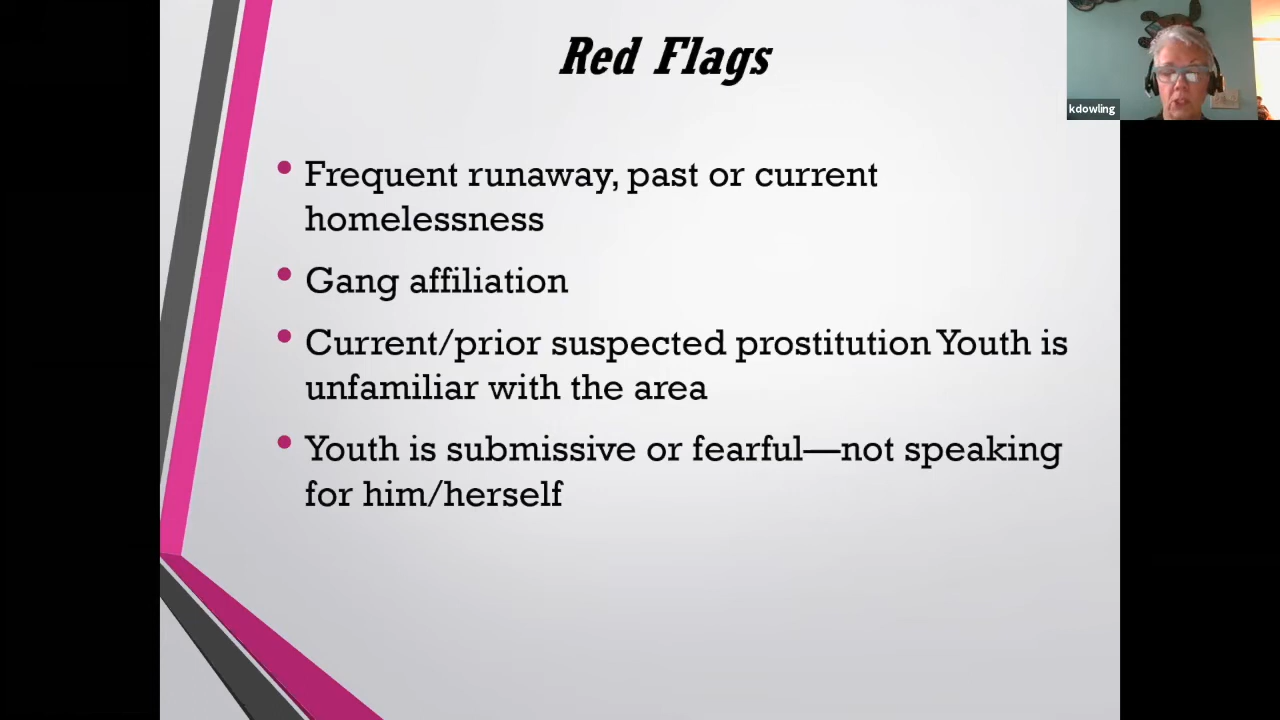 Red Flags
kdowling
• Frequent runaway, past or current
homelessness
• Gang affiliation
• Current/prior suspected prostitution Youth is
unfamiliar with the area
• Youth is submissive or fearful—not speaking
for him/herself